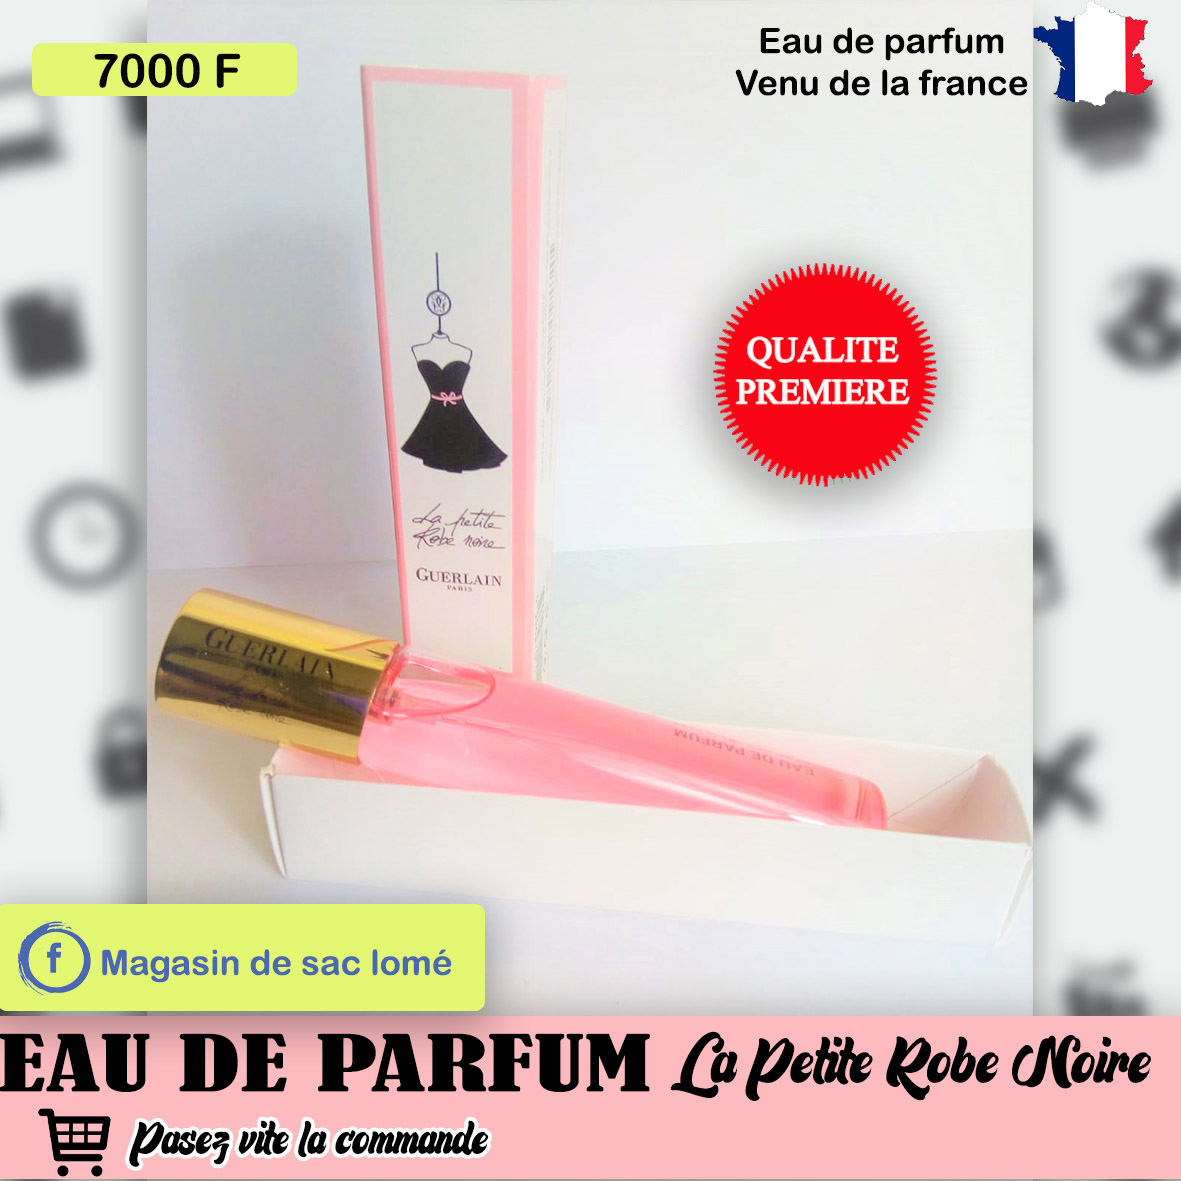 7000 F
Eau de parfum
Venu de la france
QUALITE
PREMIERE
La petite
Robe noire
GUERLAIN
PARIS
GUERLAIN
EAU DE PARFUM
f Magasin de sac lomé
EAU DE PARFUM La Petite Robe Noire
Pasez vite la commande